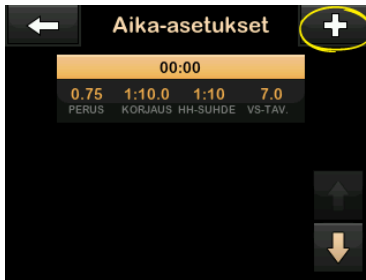 Aika-asetukset
00:00
0.75 1:10.0 1:10 7.0
PERUS KORJAUS HH-SUHDE VS-TAV.